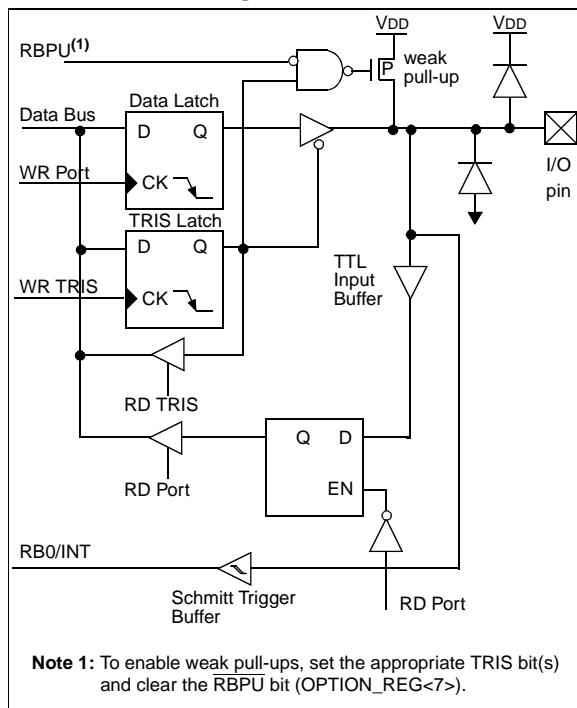 VDD
VDD
RBPU(1)
P
weak
pull-up
Data Bus
Data Latch
D Q
WR Port
CK
I/O
pin
TRIS Latch
D Q
TTL
Input
Buffer
WR TRIS
CK
RD TRIS
Q D
RD Port
EN
RB0/INT
Schmitt Trigger
Buffer
RD Port
Note 1: To enable weak pull-ups, set the appropriate TRIS bit(s)
and clear the RBPU bit (OPTION_REG<7>).